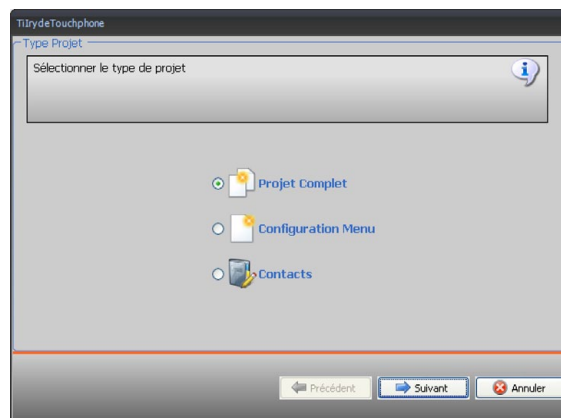 TiIrydeTouchphone
Type Projet
Sélectionner le type de projet
Projet Complet
Configuration Menu
Contacts
Précédent
Suivant
Annuler